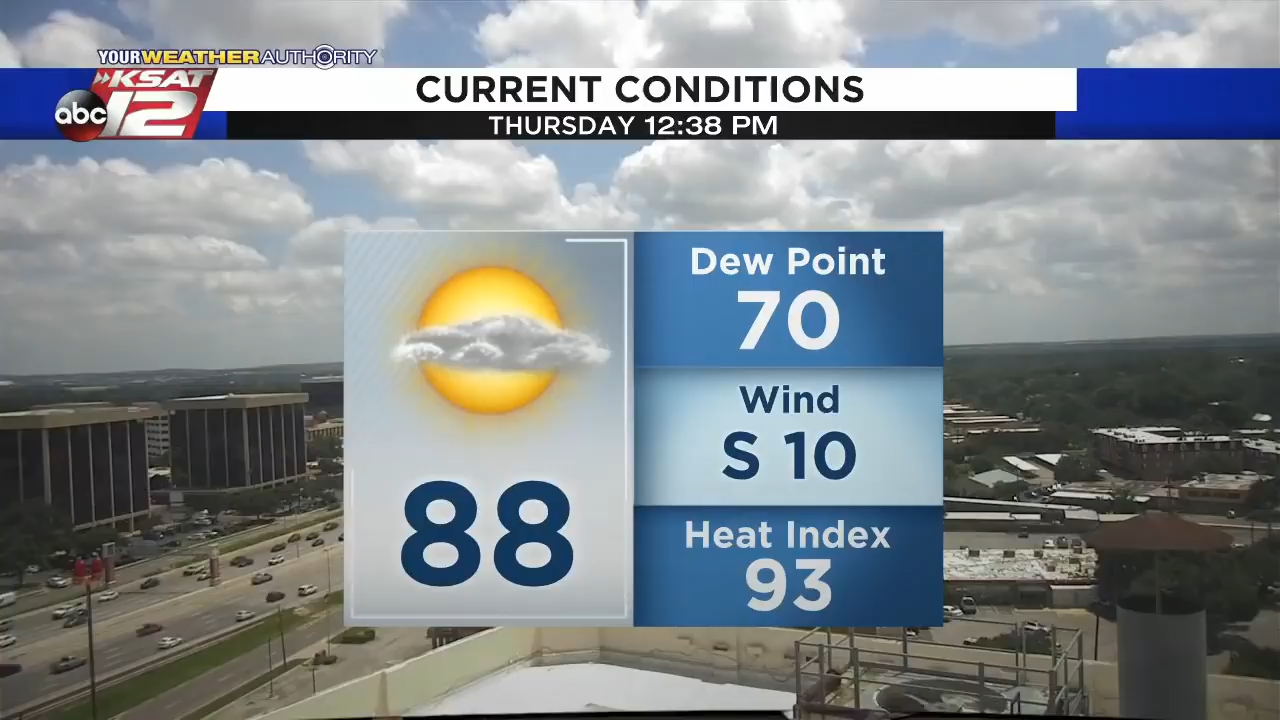 YOUR WEATHER AUTHORITY
KSAT
abc 12
CURRENT CONDITIONS
THURSDAY 12:38 PM
Dew Point
70
Wind
S 10
88
Heat Index
93